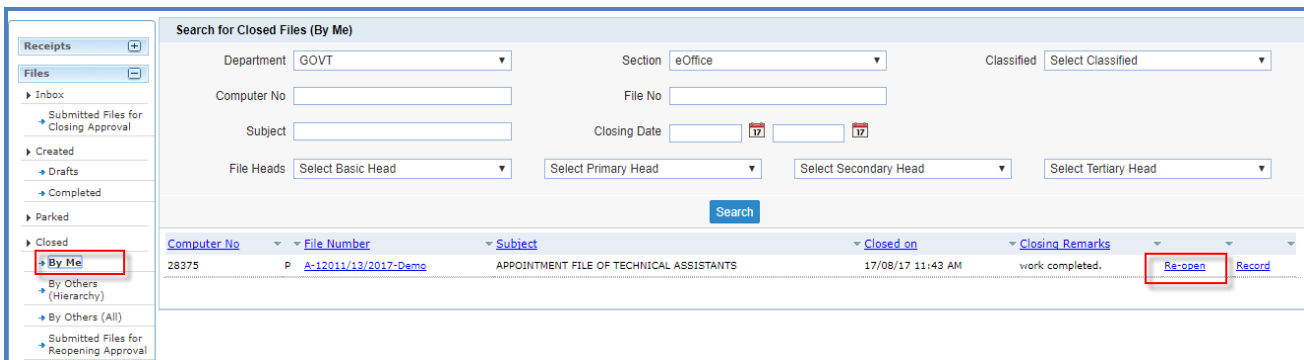 Receipts
Files
Inbox
Submitted Files for
Closing Approval
Created
Drafts
Completed
Parked
Closed
By Me
By Others
(Hierarchy)
By Others (All)
Submitted Files for
Reopening Approval
Search for Closed Files (By Me)
Department GOVT Section eOffice Classified Select Classified
Computer No File No
Subject Closing Date 17 17
File Heads Select Basic Head Select Primary Head Select Secondary Head Select Tertiary Head
Search
Computer No File Number Subject Closed on Closing Remarks
28375 P A-12011/13/2017-Demo APPOINTMENT FILE OF TECHNICAL ASSISTANTS 17/08/17 11:43 AM work completed. Re-open Record